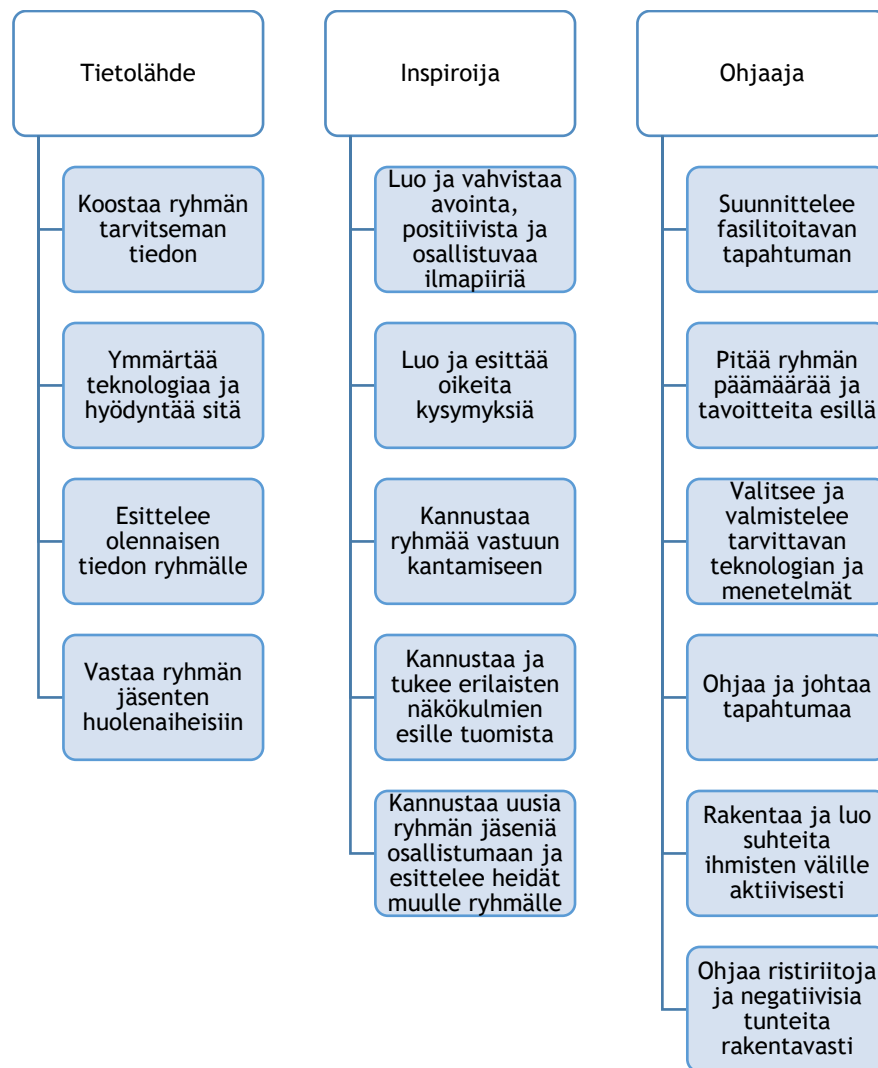 Tietolähde
Koostaa ryhmän
tarvitseman
tiedon
Ymmärtää
teknologiaa ja
hyödyntää sitä
Esittelee
olennaisen
tiedon ryhmälle
Vastaa ryhmän
jäsenten
huolenaiheisiin
Inspiroija
Luo ja vahvistaa
avointa,
positiivista ja
osallistuvaa
ilmapiiriä
Luo ja esittää
oikeita
kysymyksiä
Kannustaa
ryhmää vastuun
kantamiseen
Kannustaa ja
tukee erilaisten
näkökulmien
esille tuomista
Kannustaa uusia
ryhmän jäseniä
osallistumaan ja
esittelee heidät
muulle ryhmälle
Ohjaaja
Suunnittelee
fasilitoitavan
tapahtuman
Pitää ryhmän
päämäärää ja
tavoitteita esillä
Valitsee ja
valmistelee
tarvittavan
teknologian ja
menetelmät
Ohjaa ja johtaa
tapahtumaa
Rakentaa ja luo
suhteita
ihmisten välille
aktiivisesti
Ohjaa ristiriitoja
ja negatiivisia
tunteita
rakentavasti